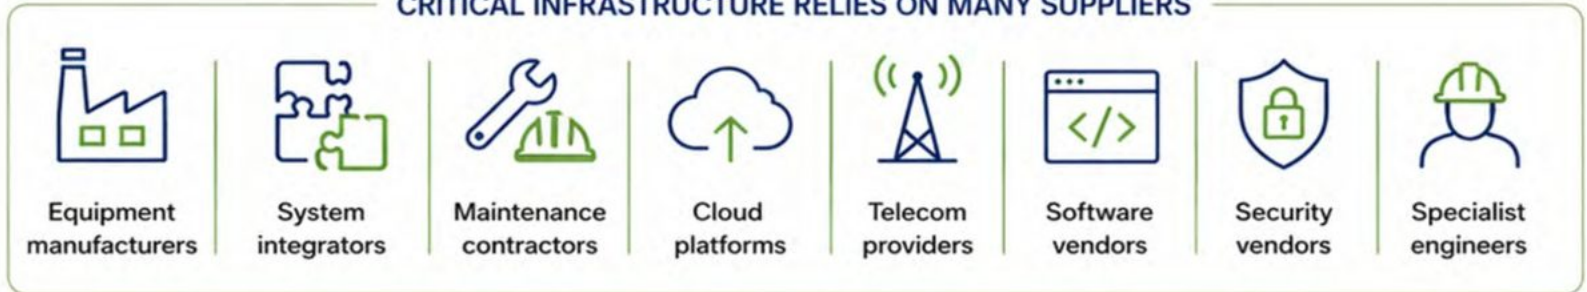 CRITICAL INFRASTRUCTURE RELIES ON MANY SUPPLIERS
Equipment
manufacturers
System
integrators
Maintenance
contractors
Cloud
platforms
Telecom
providers
</>
Software
vendors
Security
vendors
Specialist
engineers